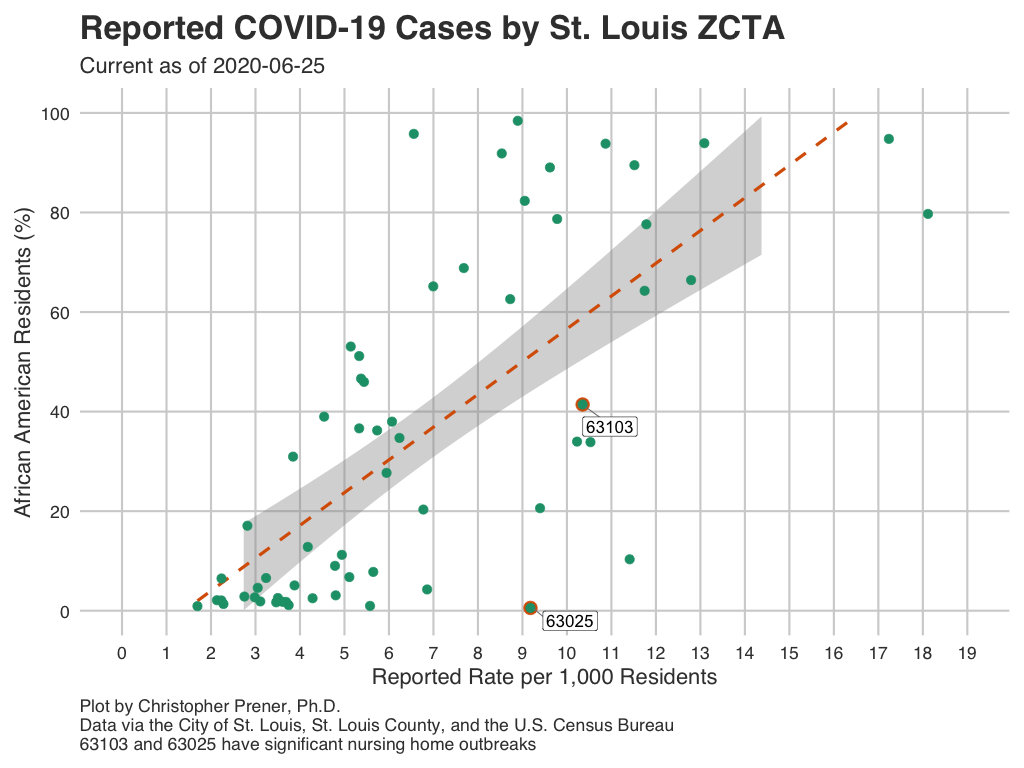 Reported COVID-19 Cases by St. Louis ZCTA
Current as of 2020-06-25
African American Residents (%)
100
80
60
40
20
0
63103
63025
0 1 2 3 4 5 6 7 8 9 10 11 12 13 14 15 16 17 18 19
Reported Rate per 1,000 Residents
Plot by Christopher Prener, Ph.D.
Data via the City of St. Louis, St. Louis County, and the U.S. Census Bureau
63103 and 63025 have significant nursing home outbreaks